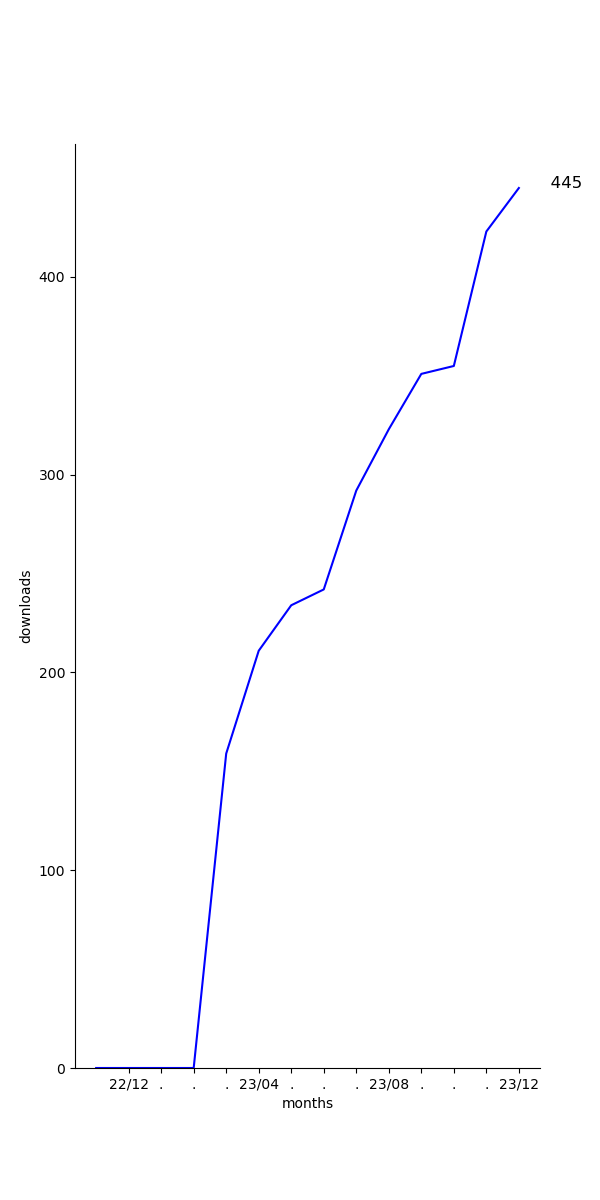 445
400
300
downloads
200
100
0
22/12 . . . 23/04 . . . 23/08 . . . 23/12
months